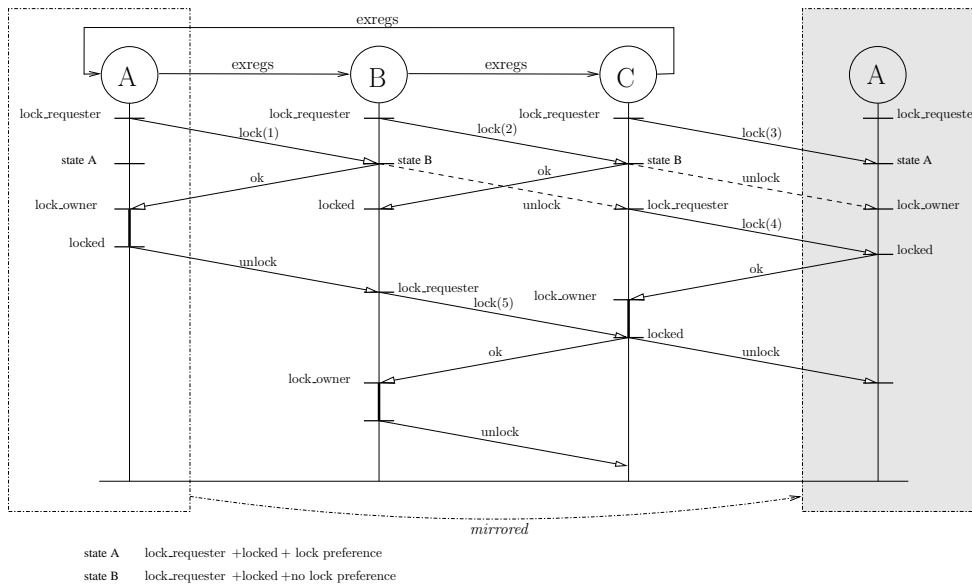 exregs
A exregs B exregs C A
lock_requester lock_requester lock_requester lock_requester
lock(1) lock(2) lock(3)
state A state B state B state A
ok ok unlock
lock_owner locked unlock lock_requester lock_owner
lock(4)
locked locked
unlock ok
lock_requester lock_owner
lock(5)
locked
ok unlock
lock_owner
unlock
mirrored
state A lock_requester +locked + lock preference
state B lock_requester +locked +no lock preference